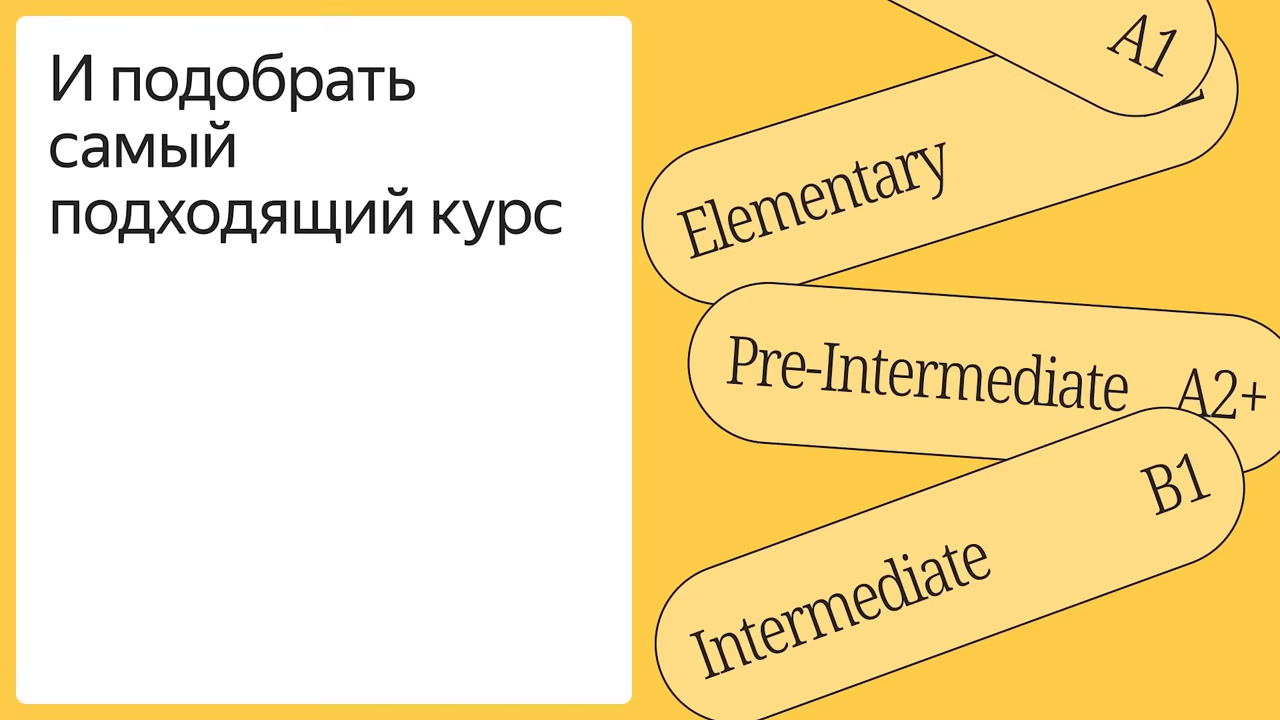 И подобрать
самый
подходящий курс
A1
Elementary
Pre-Intermediate A2+
Intermediate B1